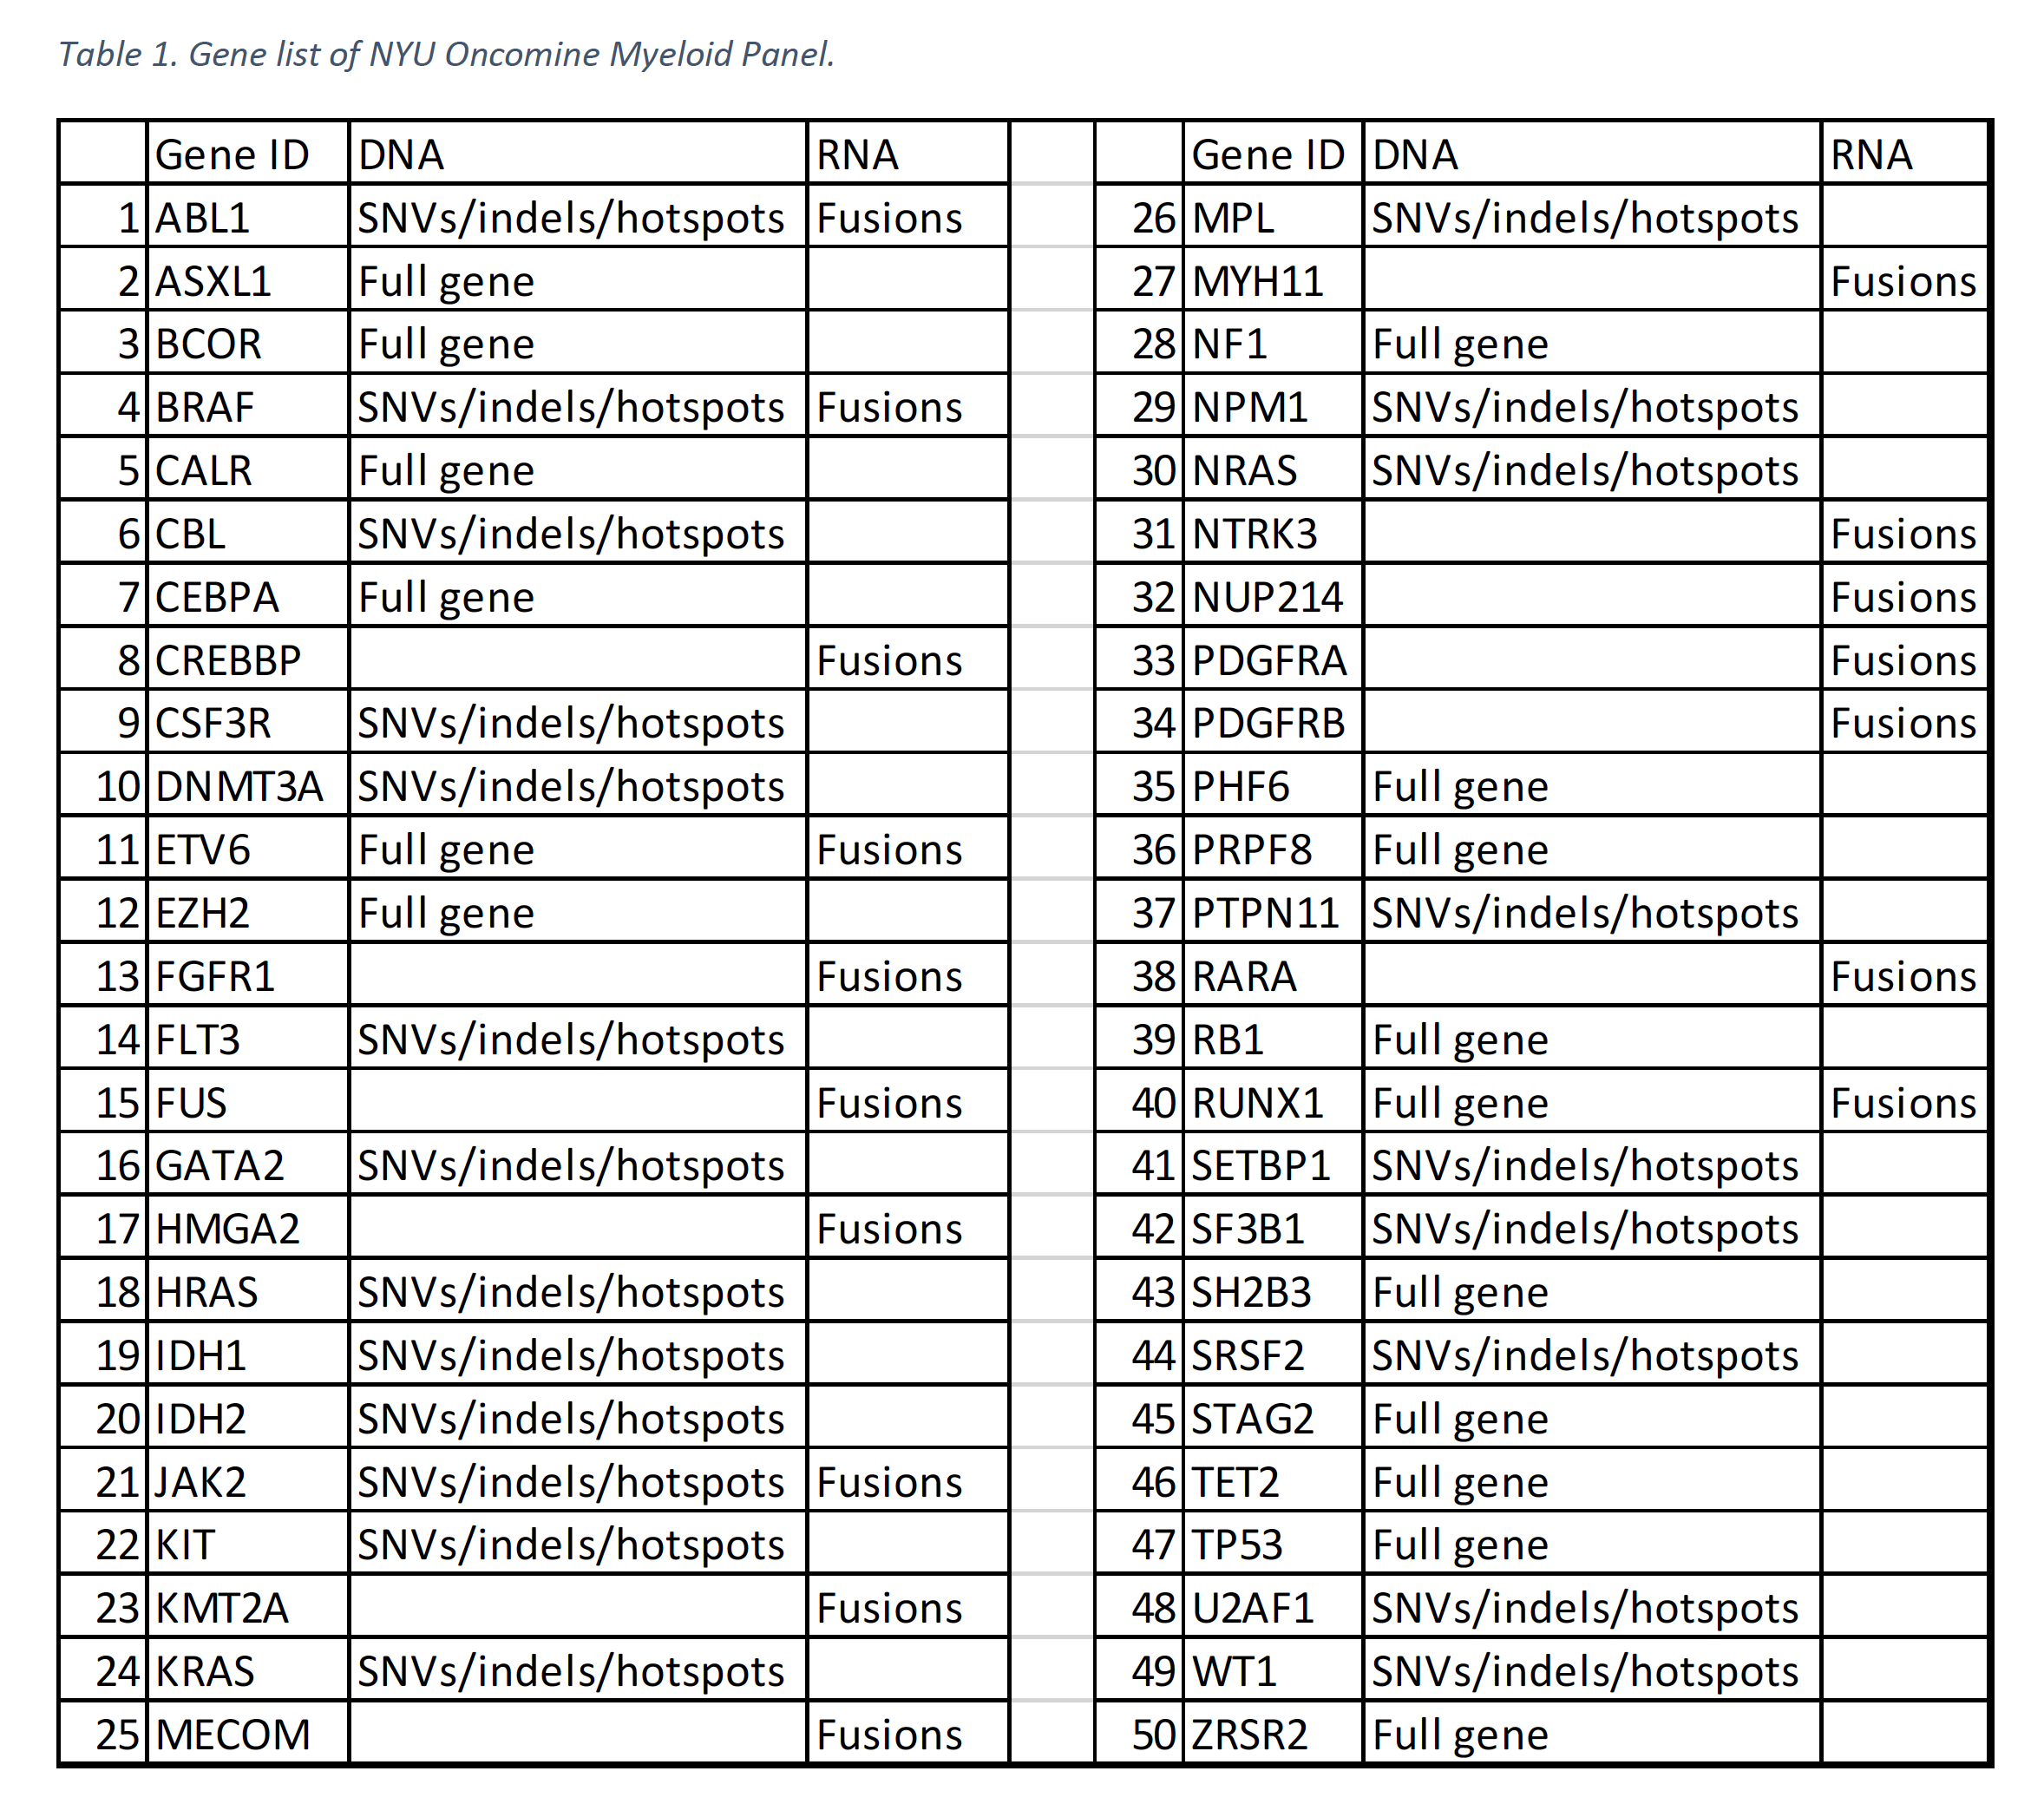 Table 1. Gene list of NYU Oncomine Myeloid Panel.
Gene ID DNA RNA Gene ID DNA RNA
1 ABL1 SNVs/indels/hotspots Fusions 26 MPL SNVs/indels/hotspots
2 ASXL1 Full gene 27 MYH11 Fusions
3 BCOR Full gene 28 NF1 Full gene
4 BRAF SNVs/indels/hotspots Fusions 29 NPM1 SNVs/indels/hotspots
5 CALR Full gene 30 NRAS SNVs/indels/hotspots
6 CBL SNVs/indels/hotspots 31 NTRK3 Fusions
7 CEBPA Full gene 32 NUP214 Fusions
8 CREBBP Fusions 33 PDGFRA Fusions
9 CSF3R SNVs/indels/hotspots 34 PDGFRB Fusions
10 DNMT3A SNVs/indels/hotspots 35 PHF6 Full gene
11 ETV6 Full gene Fusions 36 PRPF8 Full gene
12 EZH2 Full gene 37 PTPN11 SNVs/indels/hotspots
13 FGFR1 Fusions 38 RARA Fusions
14 FLT3 SNVs/indels/hotspots 39 RB1 Full gene
15 FUS Fusions 40 RUNX1 Full gene Fusions
16 GATA2 SNVs/indels/hotspots 41 SETBP1 SNVs/indels/hotspots
17 HMGA2 Fusions 42 SF3B1 SNVs/indels/hotspots
18 HRAS SNVs/indels/hotspots 43 SH2B3 Full gene
19 IDH1 SNVs/indels/hotspots 44 SRSF2 SNVs/indels/hotspots
20 IDH2 SNVs/indels/hotspots 45 STAG2 Full gene
21 JAK2 SNVs/indels/hotspots Fusions 46 TET2 Full gene
22 KIT SNVs/indels/hotspots 47 TP53 Full gene
23 KMT2A Fusions 48 U2AF1 SNVs/indels/hotspots
24 KRAS SNVs/indels/hotspots 49 WT1 SNVs/indels/hotspots
25 MECOM Fusions 50 ZRSR2 Full gene